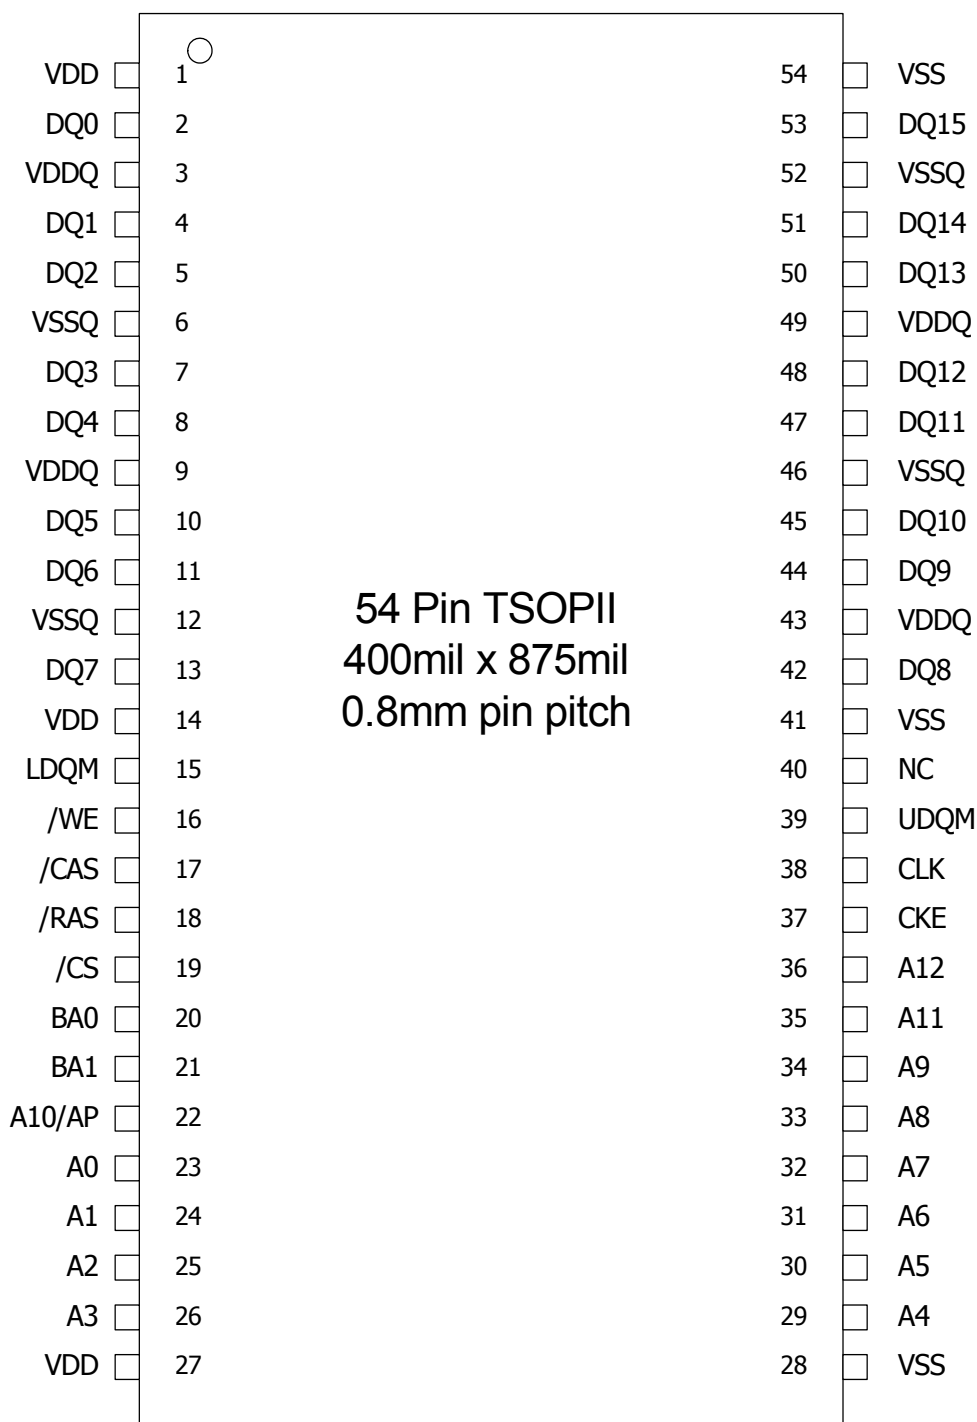 VDD 1 54 VSS
DQ0 2 53 DQ15
VDDQ 3 52 VSSQ
DQ1 4 51 DQ14
DQ2 5 50 DQ13
VSSQ 6 49 VDDQ
DQ3 7 48 DQ12
DQ4 8 47 DQ11
VDDQ 9 46 VSSQ
DQ5 10 45 DQ10
DQ6 11 44 DQ9
VSSQ 12 43 VDDQ
DQ7 13 42 DQ8
VDD 14 41 VSS
LDQM 15 40 NC
/WE 16 39 UDQM
/CAS 17 38 CLK
/RAS 18 37 CKE
/CS 19 36 A12
BA0 20 35 A11
BA1 21 34 A9
A10/AP 22 33 A8
A0 23 32 A7
A1 24 31 A6
A2 25 30 A5
A3 26 29 A4
VDD 27 28 VSS
54 Pin TSOPII
400mil x 875mil
0.8mm pin pitch